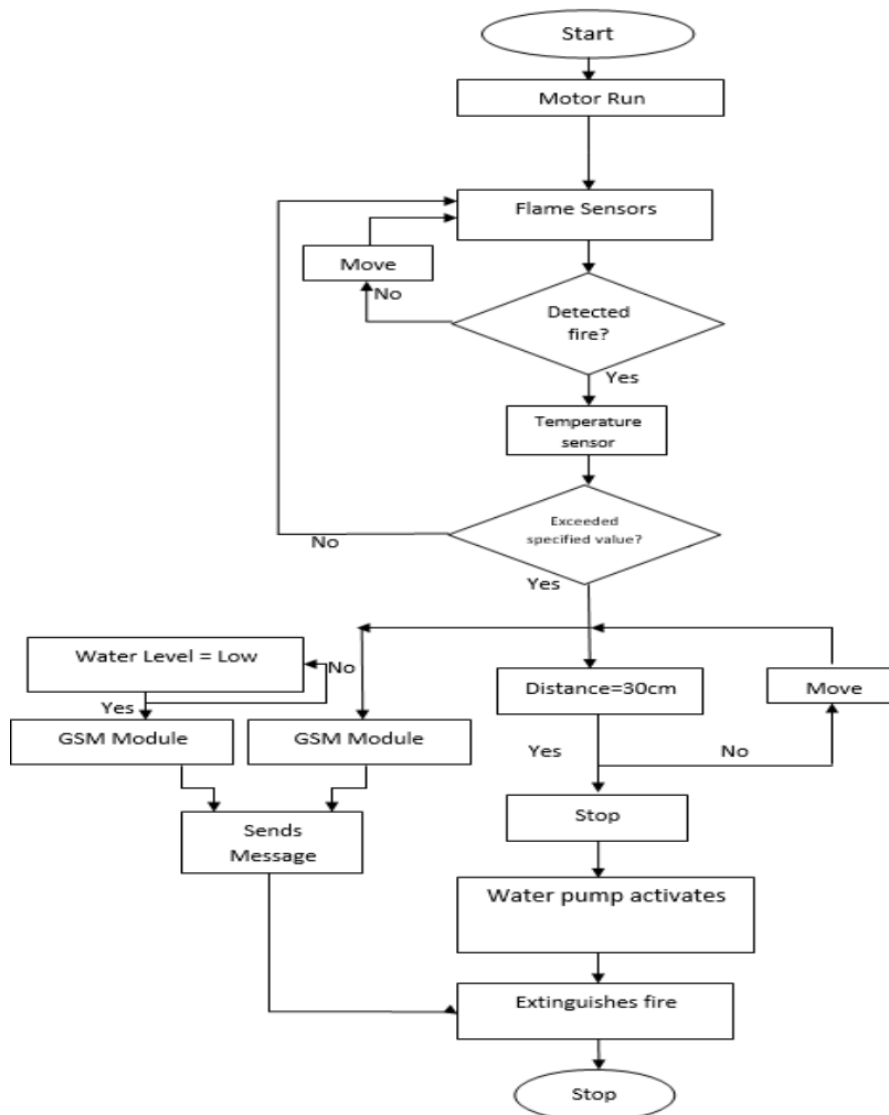 Start
Motor Run
Flame Sensors
Move
No
Detected
fire?
Yes
Temperature
sensor
Exceeded
specified value?
No
Yes
Water Level = Low
No
Distance=30cm
Move
Yes
GSM Module
GSM Module
Yes
No
Stop
Sends
Message
Water pump activates
Extinguishes fire
Stop